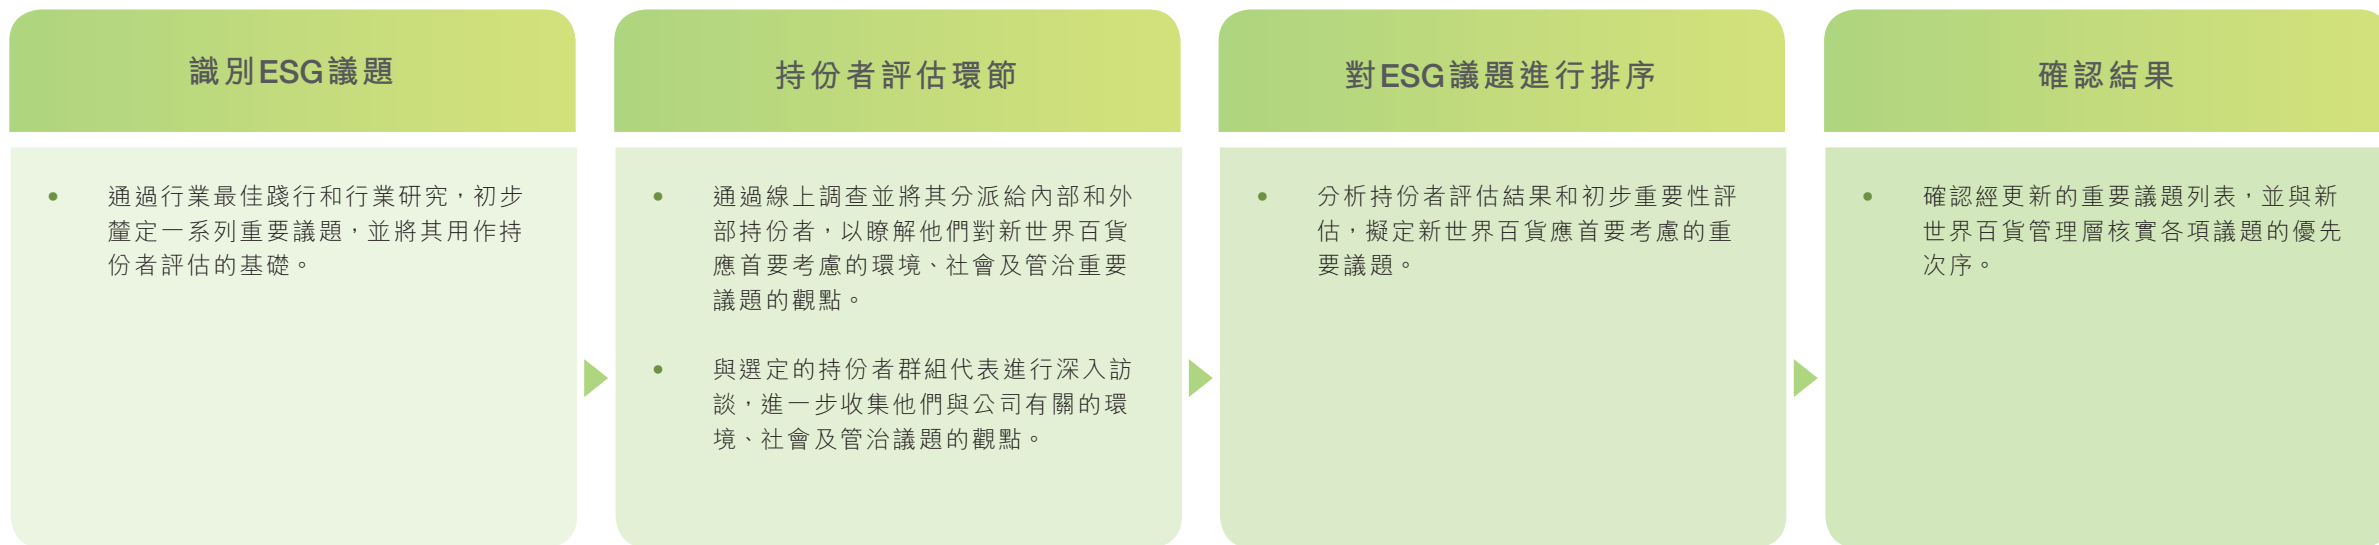 識別ESG議題
• 通過行業最佳踐行和行業研究，初步
釐定一系列重要議題，並將其用作持
份者評估的基礎。
持份者評估環節
• 通過線上調查並將其分派給內部和外
部持份者，以瞭解他們對新世界百貨
應首要考慮的環境、社會及管治重要
議題的觀點。
• 與選定的持份者群組代表進行深入訪
談，進一步收集他們與公司有關的環
境、社會及管治議題的觀點。
對ESG議題進行排序
• 分析持份者評估結果和初步重要性評
估，擬定新世界百貨應首要考慮的重
要議題。
確認結果
• 確認經更新的重要議題列表，並與新
世界百貨管理層核實各項議題的優先
次序。